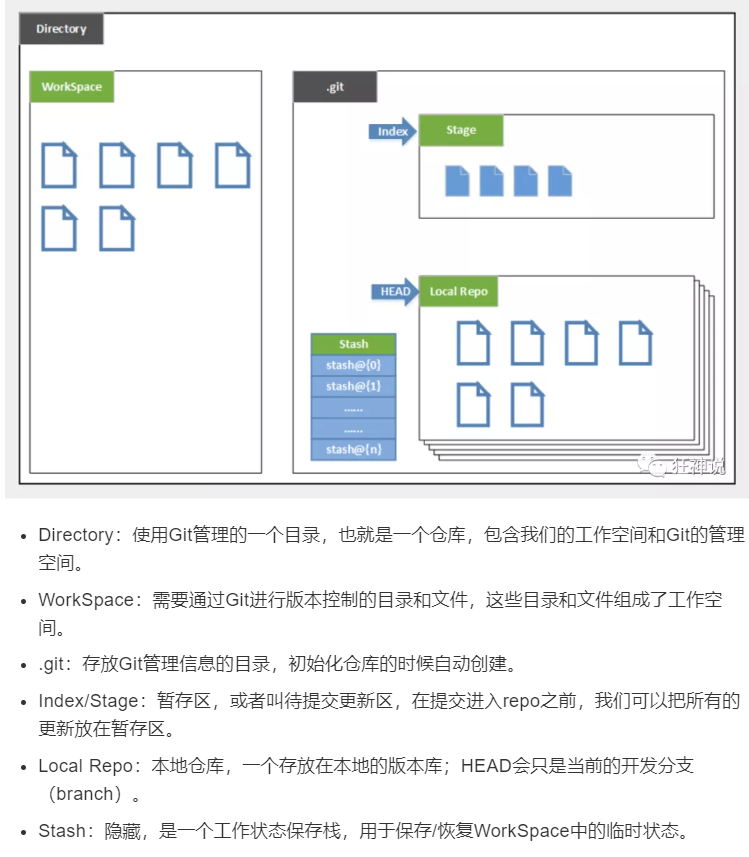 Directory
WorkSpace
.git
Index
Stage
HEAD
Local Repo
Stash
stash@{0}
stash@{1}
......
......
stash@{n}
狂神说
Directory：使用Git管理的一个目录，也就是一个仓库，包含我们的工作空间和Git的管理
空间。
WorkSpace：需要通过Git进行版本控制的目录和文件，这些目录和文件组成了工作空
间。
.git：存放Git管理信息的目录，初始化仓库的时候自动创建。
Index/Stage：暂存区，或者叫待提交更新区，在提交进入repo之前，我们可以把所有的
更新放在暂存区。
Local Repo：本地仓库，一个存放在本地的版本库；HEAD会只是当前的开发分支
（branch）。
Stash：隐藏，是一个工作状态保存栈，用于保存/恢复WorkSpace中的临时状态。